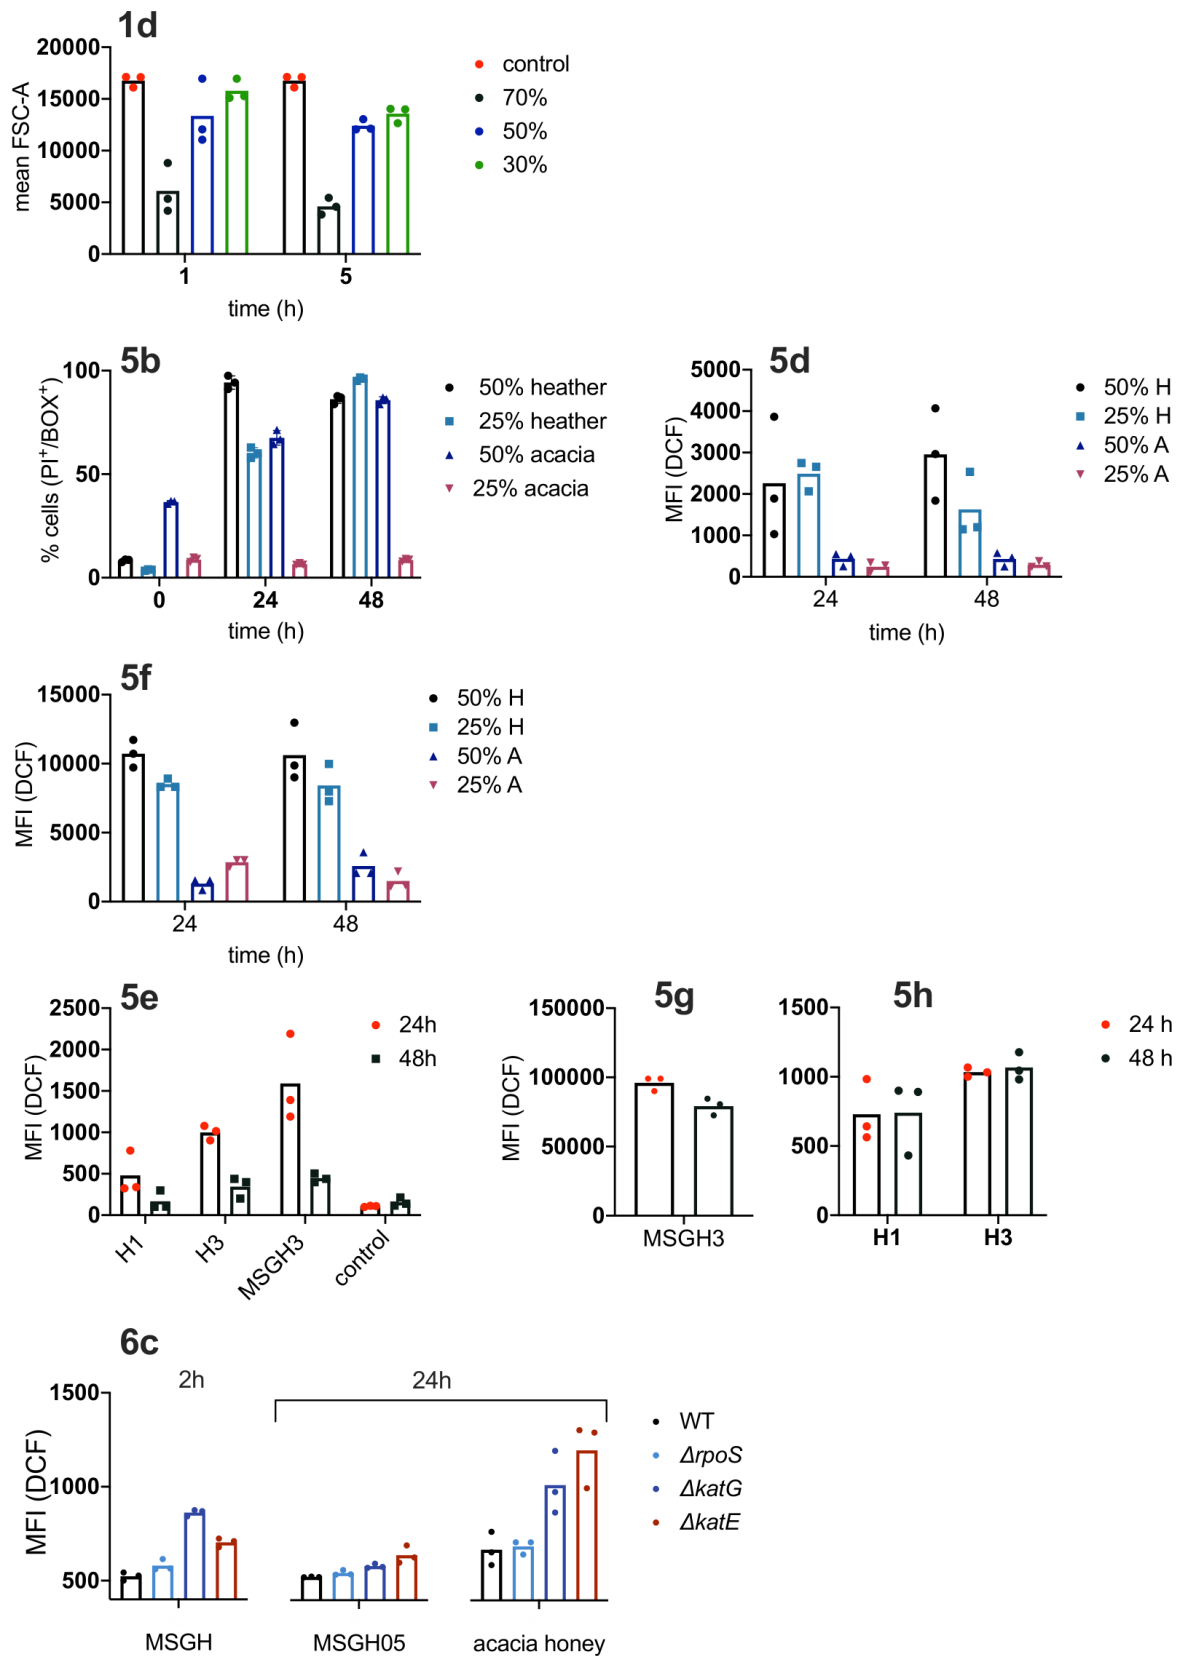 1d
20000
15000
10000
5000
0
mean FSC-A
1
5
time (h)
control
70%
50%
30%
5b
100
50
0
% cells (PI⁺/BOX⁺)
0
24
48
time (h)
50% heather
25% heather
50% acacia
25% acacia
5d
5000
4000
3000
2000
1000
0
MFI (DCF)
24
48
time (h)
50% H
25% H
50% A
25% A
5f
15000
10000
5000
0
MFI (DCF)
24
48
time (h)
50% H
25% H
50% A
25% A
5e
2500
2000
1500
1000
500
0
MFI (DCF)
H1
H3
MSGH3
control
24h
48h
5g
150000
100000
50000
0
MFI (DCF)
MSGH3
5h
1500
1000
500
0
H1
H3
24 h
48 h
6c
2h
24h
1500
1000
500
MFI (DCF)
MSGH
MSGH05
acacia honey
WT
ΔrpoS
ΔkatG
ΔkatE